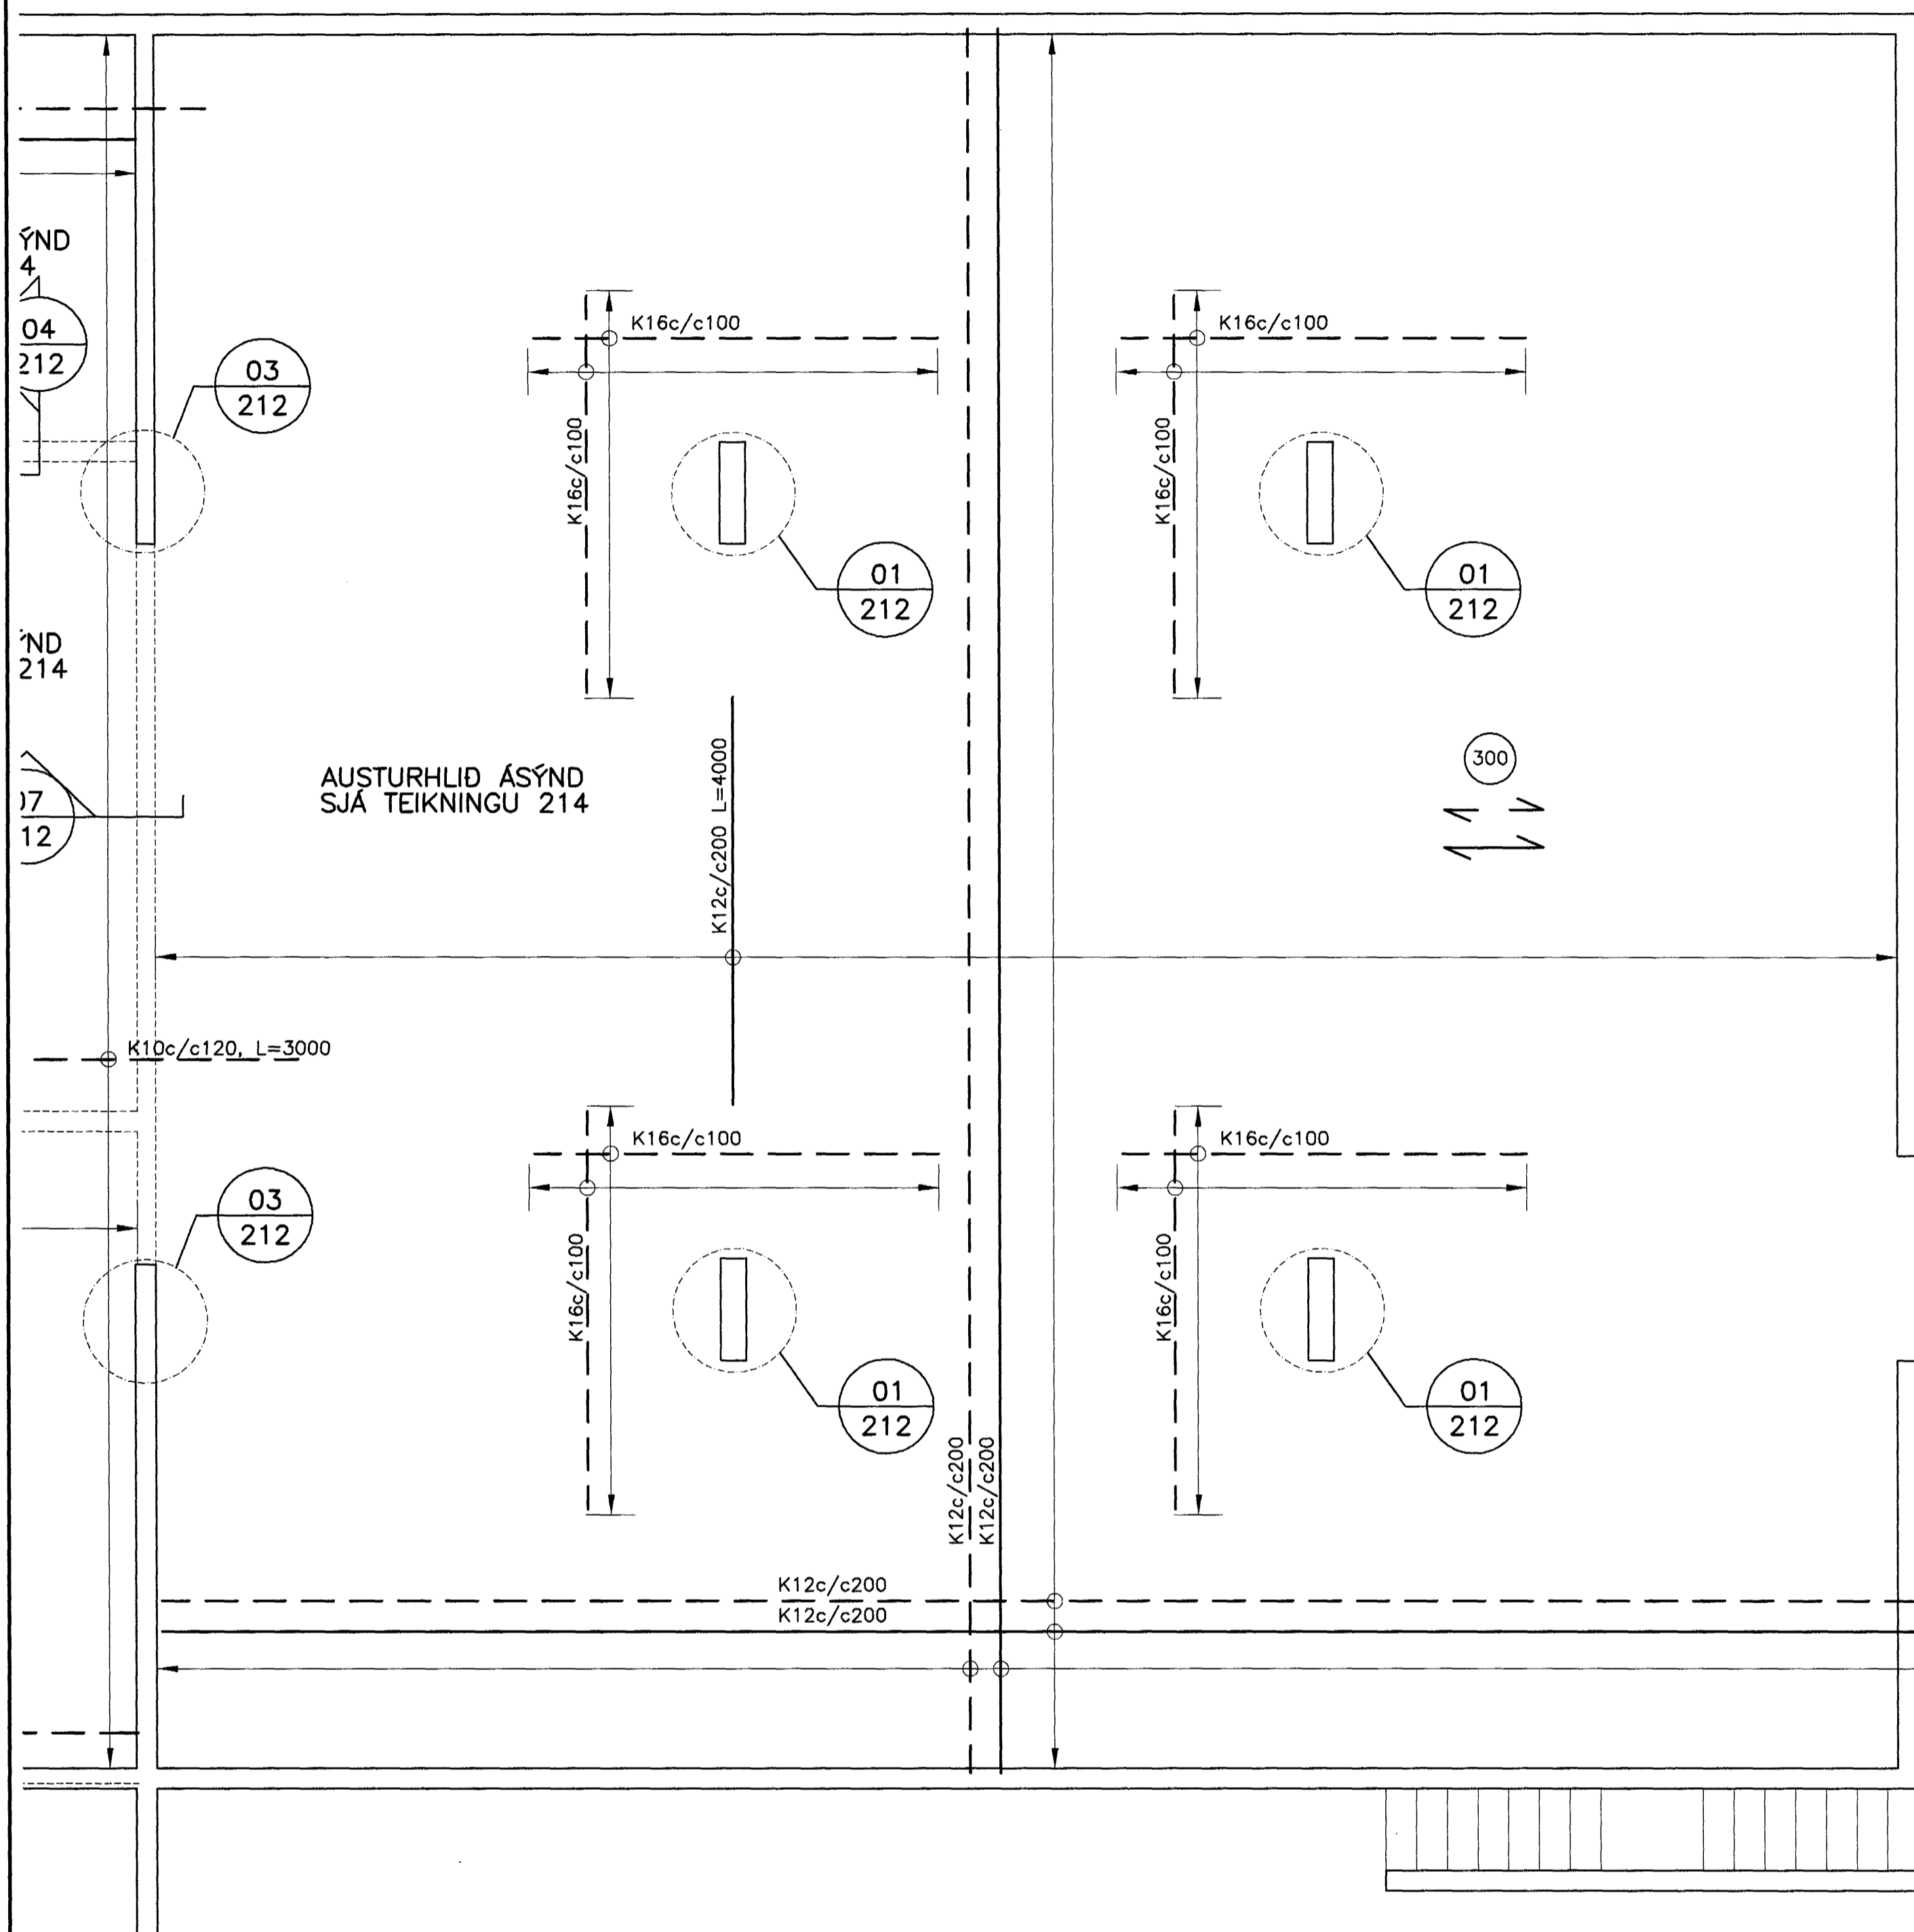 ÝND
4
04
212
03
212
K16c/c100
K16c/c100
K16c/c100
K16c/c100
01
212
01
212
ÝND
214
AUSTURHLIÐ ÁSÝND
SJÁ TEIKNINGU 214
K12c/c200 L=4000
300
07
12
K10c/c120, L=3000
K16c/c100
K16c/c100
K16c/c100
K16c/c100
03
212
01
212
01
212
K12c/c200
K12c/c200
K12c/c200
K12c/c200